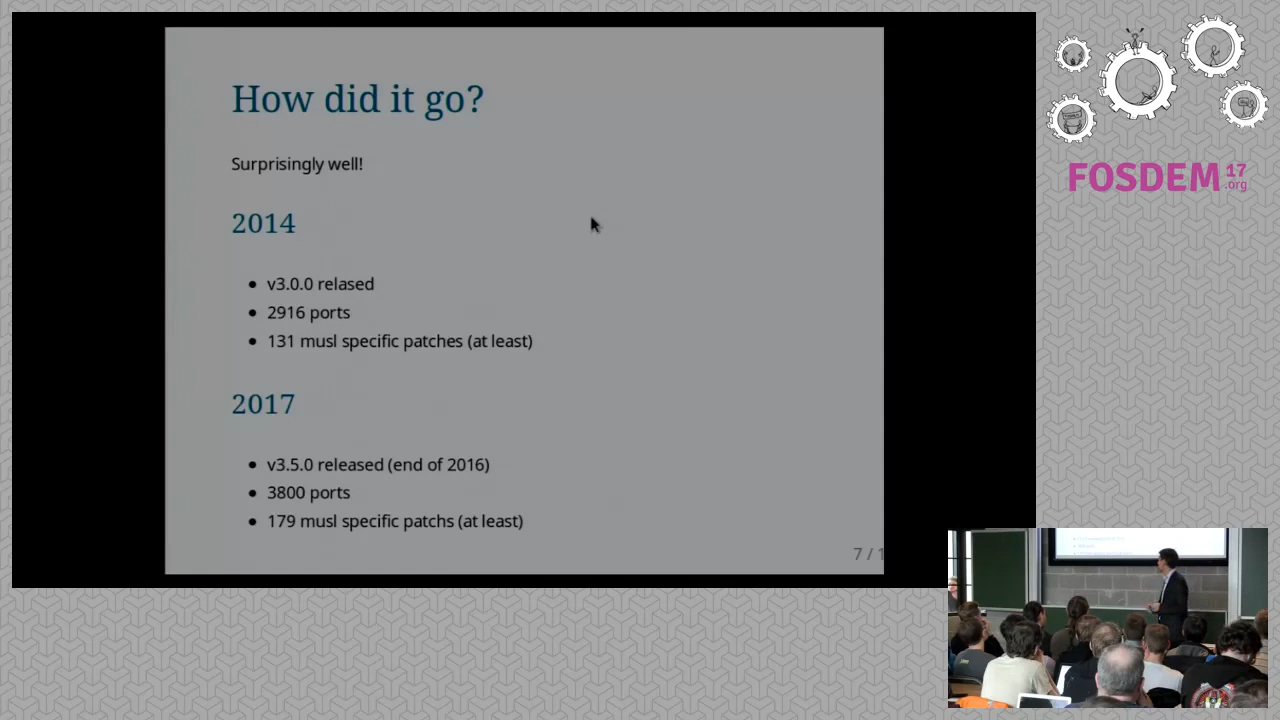 How did it go?
Surprisingly well!
2014
v3.0.0 relased
2916 ports
131 musl specific patches (at least)
2017
v3.5.0 released (end of 2016)
3800 ports
179 musl specific patchs (at least)
7 / 1
FOSDEM 17
.org